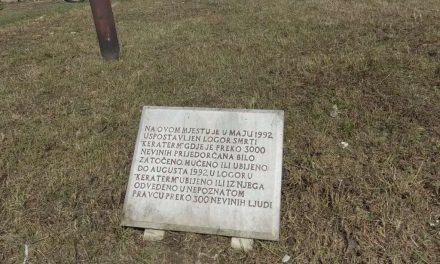 NA OVOM MJESTU JE U MAJU 1992
USPOSTAVLJEN LOGOR SMRTI
"KERATERM" GDJE JE PREKO 3000
NEVINIH PRIJEDORČANA BILO
ZATOČENO, MUČENO ILI UBIJENO.
DO AUGUSTA 1992. U LOGORU
"KERATERM" UBIJENO ILI IZ NJEGA
ODVEDENO U NEPOZNATOM
PRAVCU PREKO 300 NEVINIH LJUDI